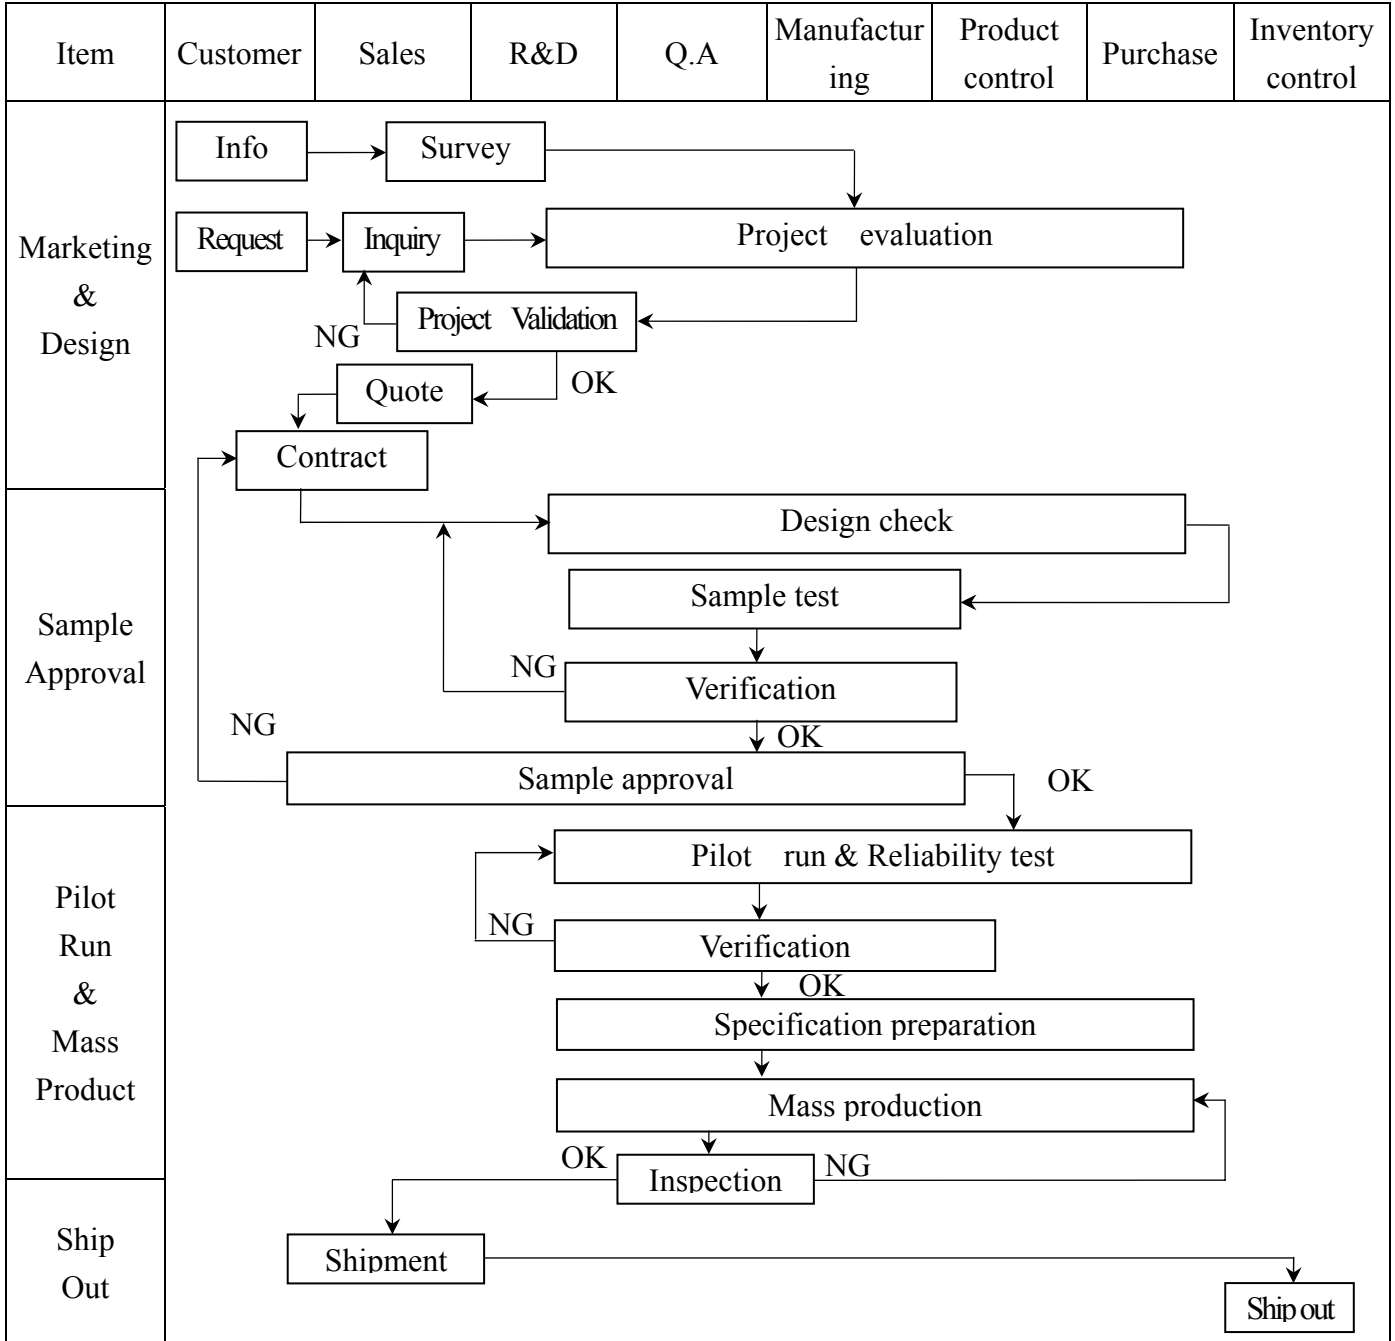 Item
Customer
Sales
R&D
Q.A
Manufactur
ing
Product
control
Purchase
Inventory
control
Marketing
&
Design
Info
Survey
Request
Inquiry
Project evaluation
NG
Project Validation
Quote
OK
Contract
Sample
Approval
Design check
Sample test
NG
Verification
NG
OK
Sample approval
OK
Pilot
Run
&
Mass
Product
Pilot run & Reliability test
NG
Verification
OK
Specification preparation
Mass production
OK
Inspection
NG
Ship
Out
Shipment
Ship out